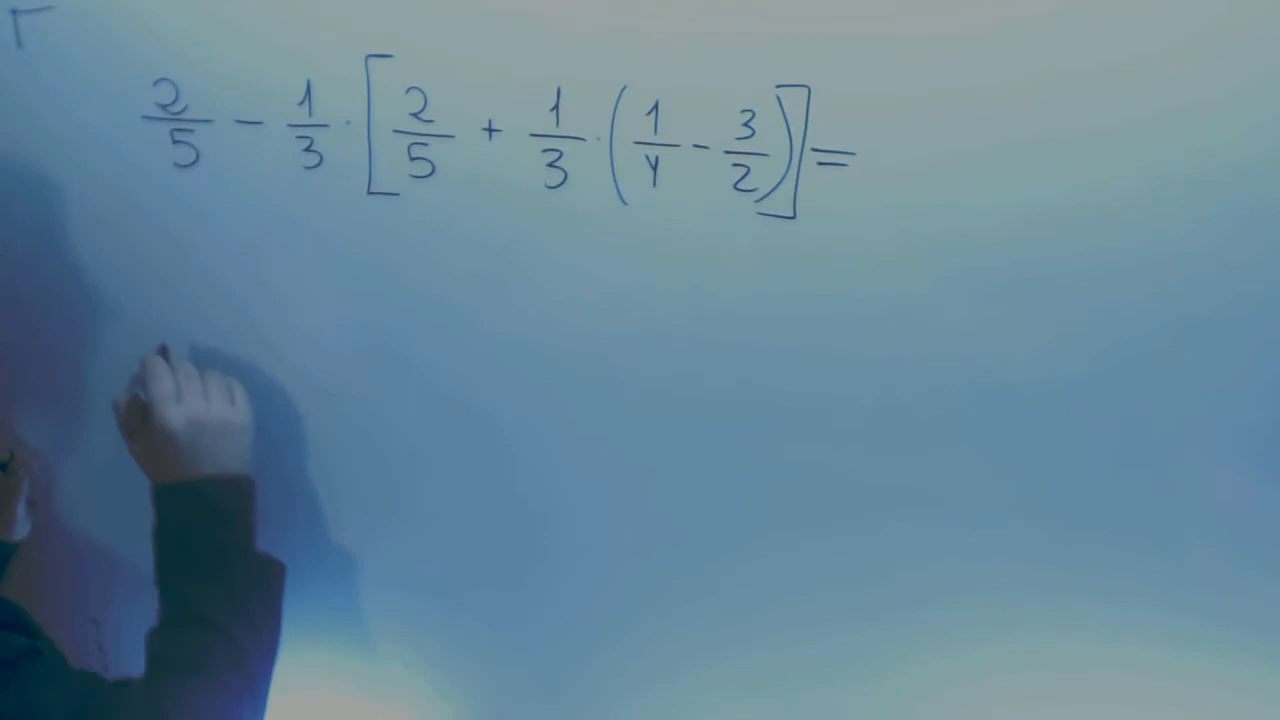 2/5 - 1/3 · [2/5 + 1/3 · (1/4 - 3/2)] =